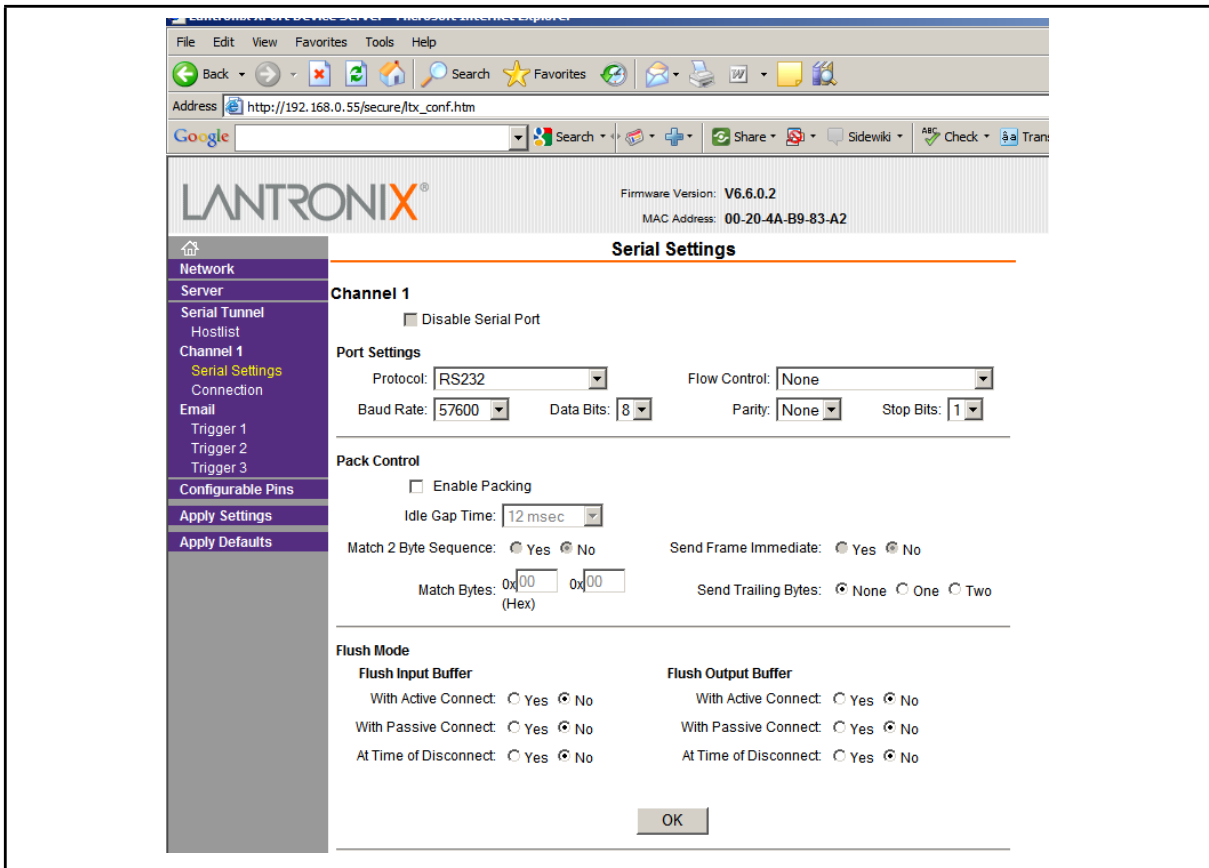 Lantronix XPort Device Server - Microsoft Internet Explorer
File Edit View Favorites Tools Help
Back Search Favorites
Address http://192.168.0.55/secure/ltx_conf.htm
Google Search Share Sidewiki Check Trans
LANTRONIX®
Firmware Version: V6.6.0.2
MAC Address: 00-20-4A-B9-83-A2
Serial Settings
Network
Server
Serial Tunnel
Hostlist
Channel 1
Serial Settings
Connection
Email
Trigger 1
Trigger 2
Trigger 3
Configurable Pins
Apply Settings
Apply Defaults
Channel 1
Disable Serial Port
Port Settings
Protocol: RS232 Flow Control: None
Baud Rate: 57600 Data Bits: 8 Parity: None Stop Bits: 1
Pack Control
Enable Packing
Idle Gap Time: 12 msec
Match 2 Byte Sequence: Yes No Send Frame Immediate: Yes No
Match Bytes: 0x 00 0x 00 Send Trailing Bytes: None One Two
(Hex)
Flush Mode
Flush Input Buffer Flush Output Buffer
With Active Connect: Yes No With Active Connect: Yes No
With Passive Connect: Yes No With Passive Connect: Yes No
At Time of Disconnect: Yes No At Time of Disconnect: Yes No
OK